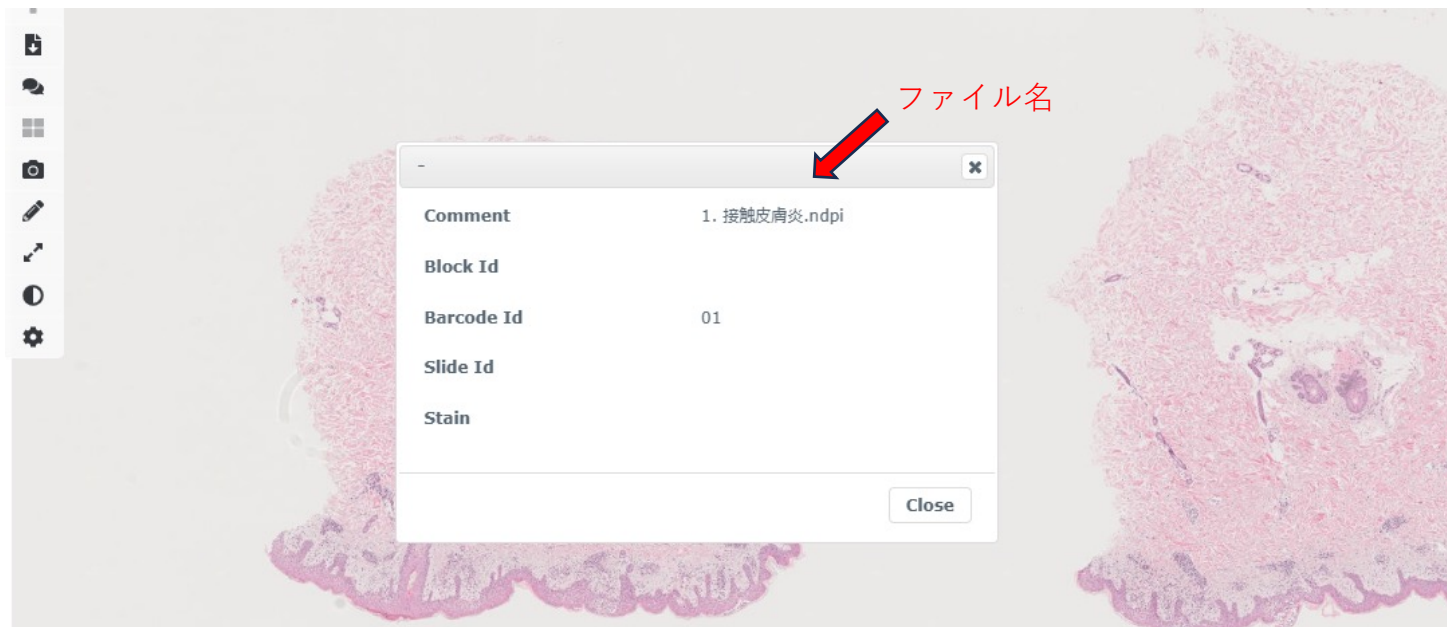 ファイル名
-
Comment 1. 接触皮膚炎.ndpi
Block Id
Barcode Id 01
Slide Id
Stain
Close